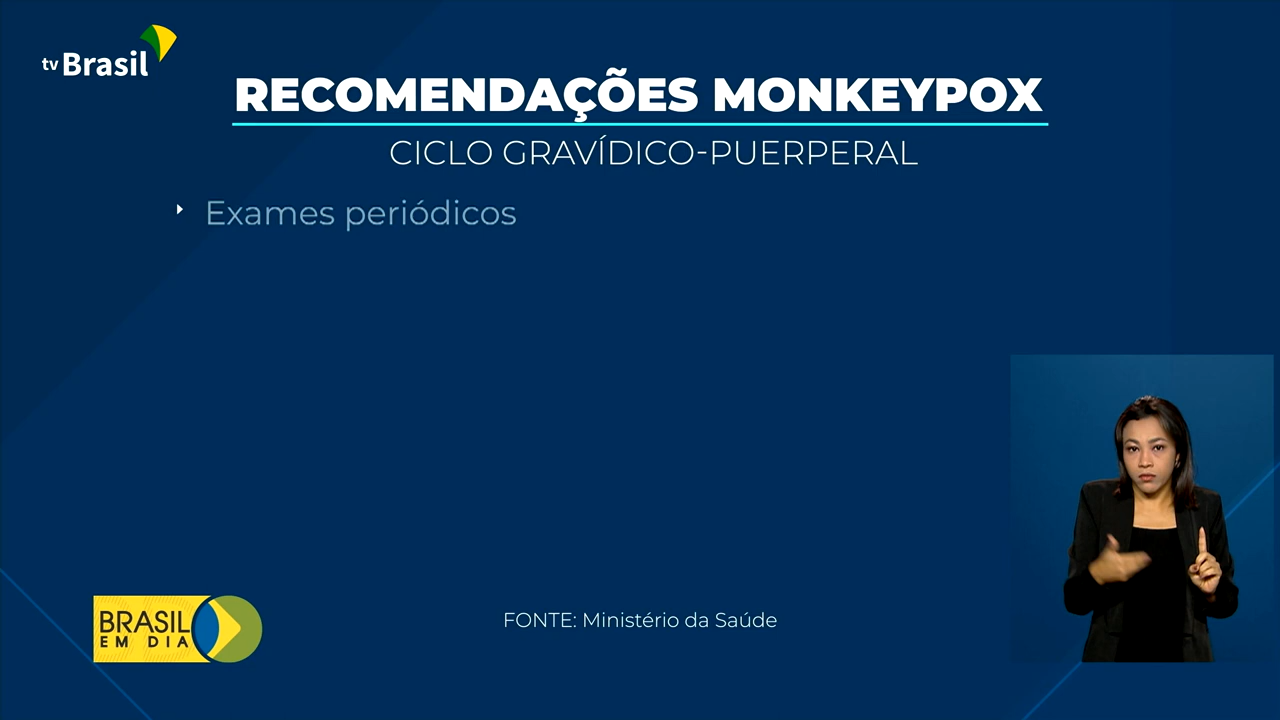 tv Brasil
RECOMENDAÇÕES MONKEYPOX
CICLO GRAVÍDICO-PUERPERAL
Exames periódicos
FONTE: Ministério da Saúde
BRASIL
EM DIA